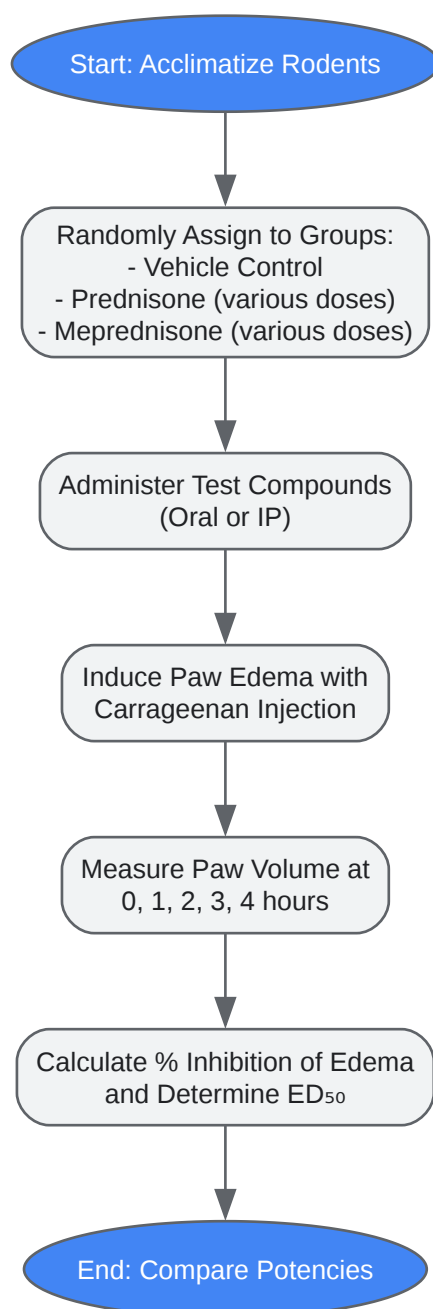 Start: Acclimatize Rodents
Randomly Assign to Groups:
- Vehicle Control
- Prednisone (various doses)
- Meprednisone (various doses)
Administer Test Compounds
(Oral or IP)
Induce Paw Edema with
Carrageenan Injection
Measure Paw Volume at
0, 1, 2, 3, 4 hours
Calculate % Inhibition of Edema
and Determine ED₅₀
End: Compare Potencies